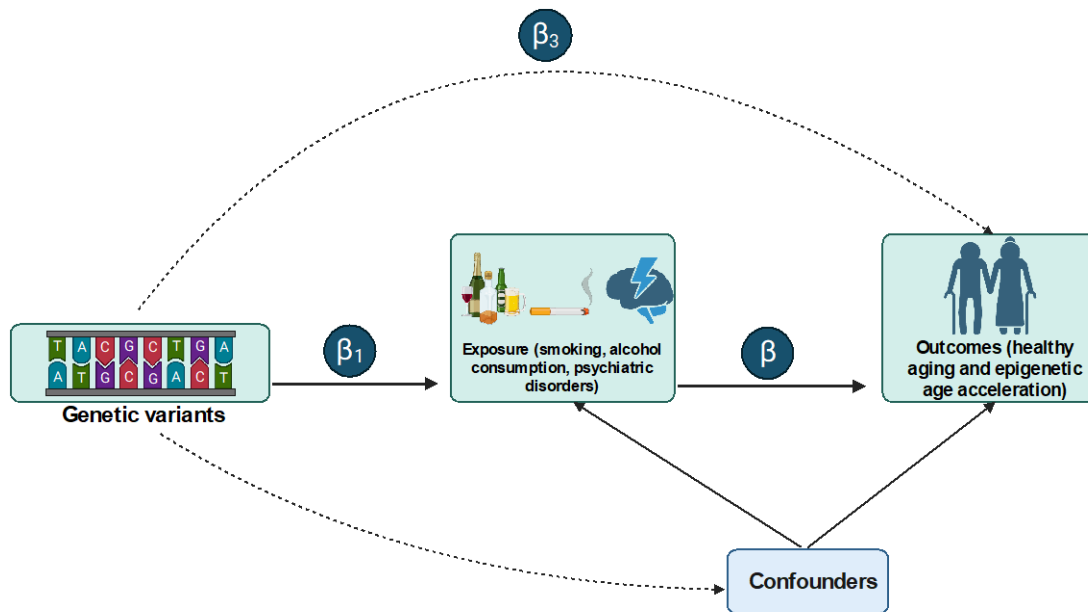 β3
T A C G C T G A
A T G C G A C T
Genetic variants
β1
Exposure (smoking, alcohol
consumption, psychiatric
disorders)
β
Outcomes (healthy
aging and epigenetic
age acceleration)
Confounders